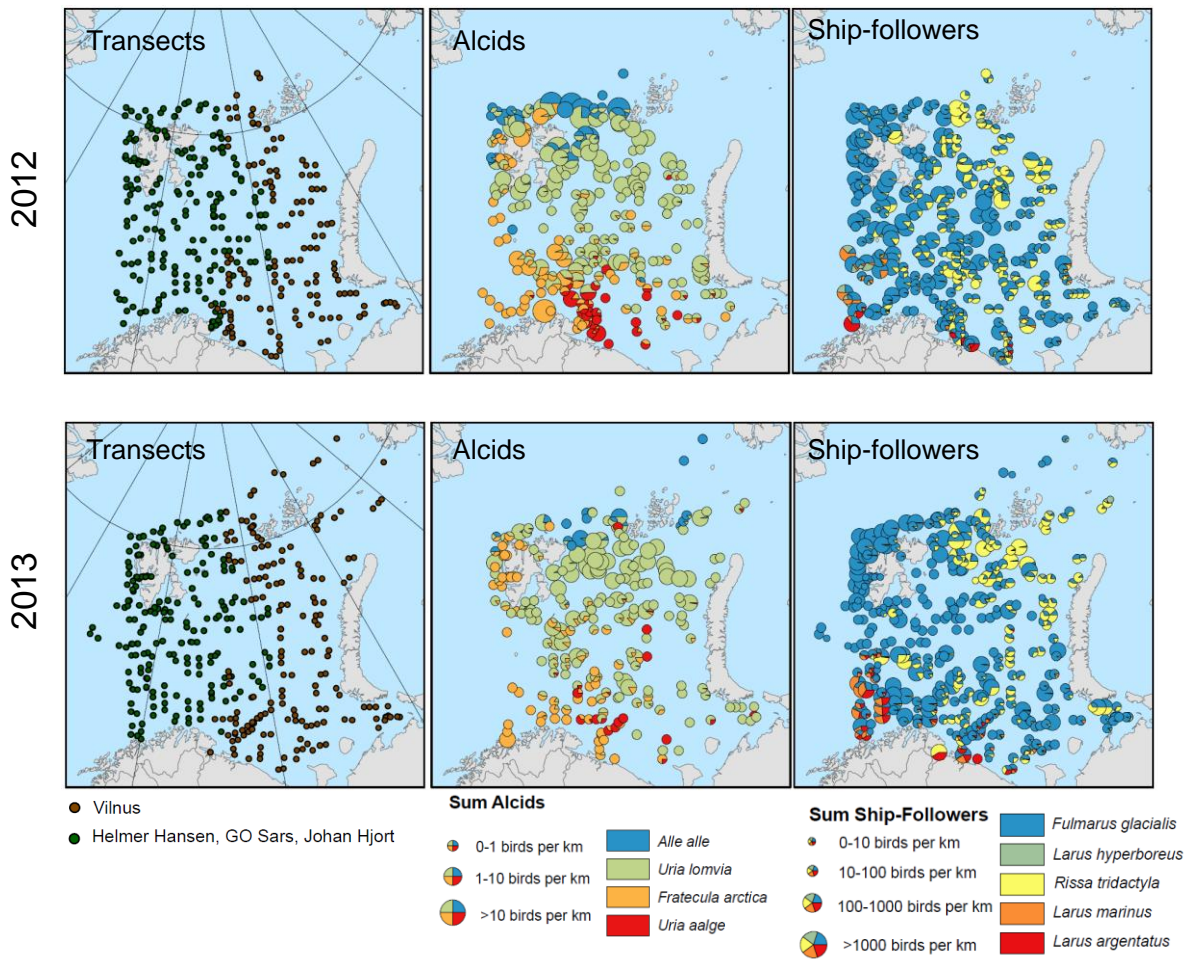 2012
Transects
Alcids
Ship-followers
2013
Transects
Alcids
Ship-followers
Vilnus
Helmer Hansen, GO Sars, Johan Hjort
Sum Alcids
0-1 birds per km
1-10 birds per km
>10 birds per km
Alle alle
Uria lomvia
Fratecula arctica
Uria aalge
Sum Ship-Followers
0-10 birds per km
10-100 birds per km
100-1000 birds per km
>1000 birds per km
Fulmarus glacialis
Larus hyperboreus
Rissa tridactyla
Larus marinus
Larus argentatus